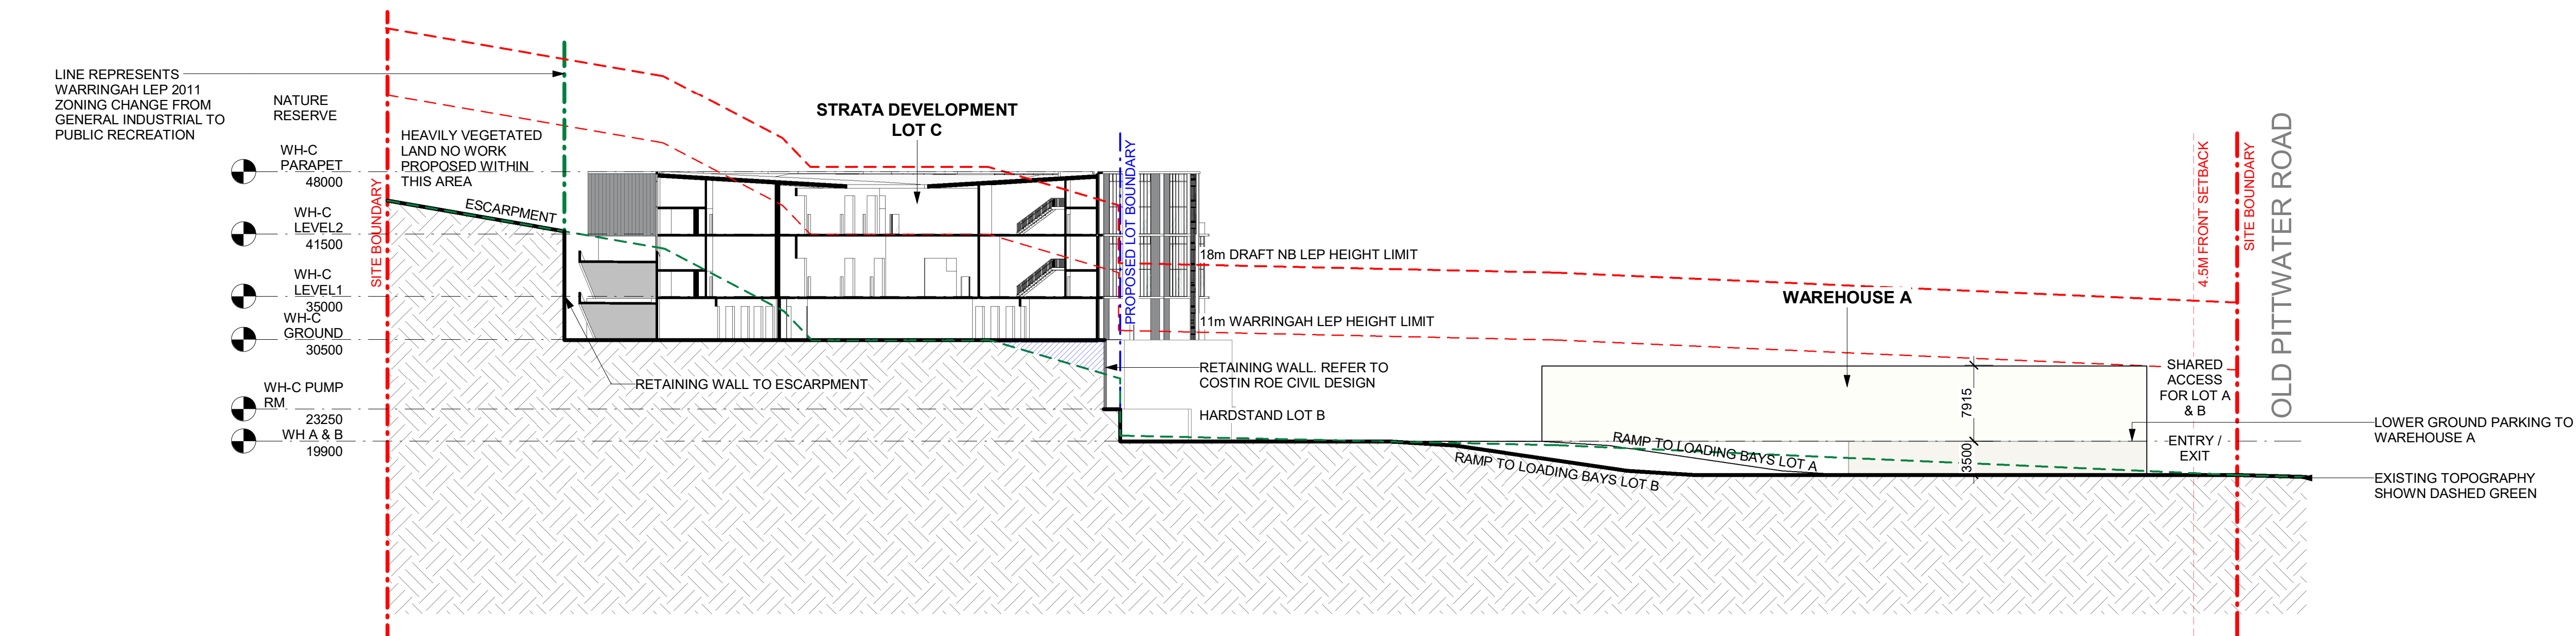 LINE REPRESENTS
WARRINGAH LEP 2011
ZONING CHANGE FROM
GENERAL INDUSTRIAL TO
PUBLIC RECREATION
NATURE
RESERVE
HEAVILY VEGETATED
LAND NO WORK
PROPOSED WITHIN
THIS AREA
WH-C
PARAPET
48000
WH-C
LEVEL2
41500
WH-C
LEVEL1
35000
WH-C
GROUND
30500
WH-C PUMP
RM
23250
WH A & B
19900
SITE BOUNDARY
ESCARPMENT
STRATA DEVELOPMENT
LOT C
RETAINING WALL TO ESCARPMENT
PROPOSED LOT BOUNDARY
18m DRAFT NB LEP HEIGHT LIMIT
11m WARRINGAH LEP HEIGHT LIMIT
RETAINING WALL. REFER TO
COSTIN ROE CIVIL DESIGN
HARDSTAND LOT B
RAMP TO LOADING BAYS LOT A
RAMP TO LOADING BAYS LOT B
WAREHOUSE A
7915
3500
SHARED
ACCESS
FOR LOT A
& B
ENTRY /
EXIT
4.5M FRONT SETBACK
SITE BOUNDARY
OLD PITTWATER ROAD
LOWER GROUND PARKING TO
WAREHOUSE A
EXISTING TOPOGRAPHY
SHOWN DASHED GREEN